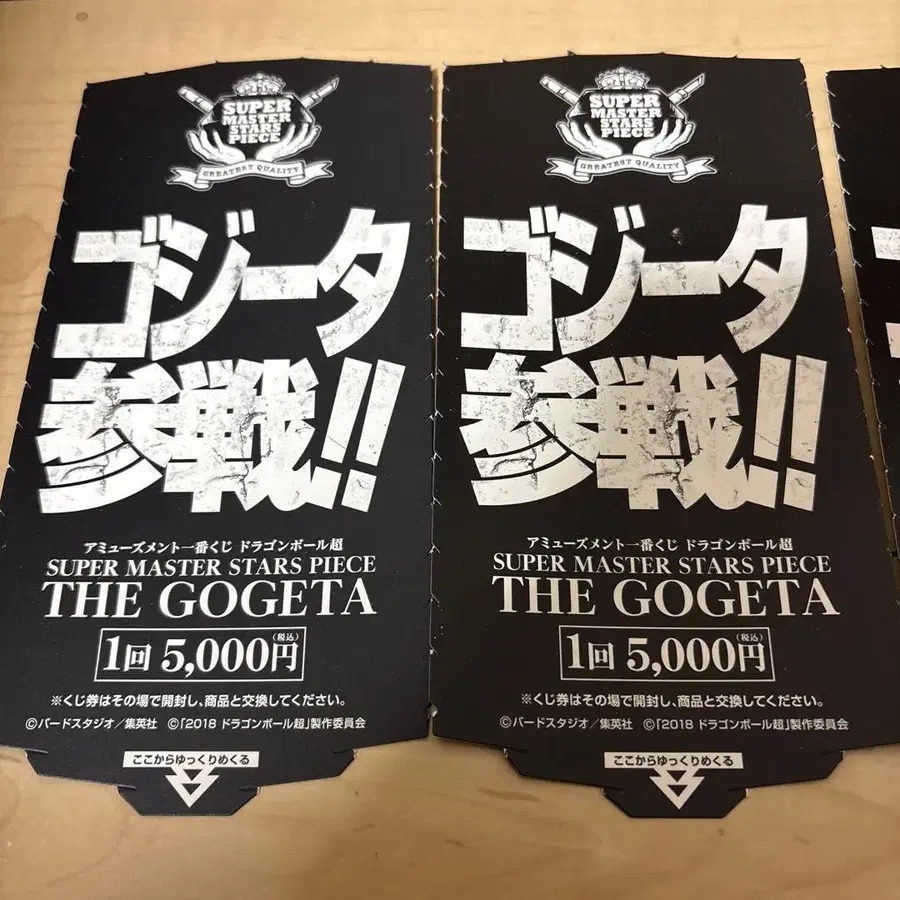 SUPER
MASTER
STARS
PIECE
GREATEST QUALITY
ゴジータ
参戦!!
アミューズメント一番くじ ドラゴンボール超
SUPER MASTER STARS PIECE
THE GOGETA
1回 5,000円(税込)
※くじ券はその場で開封し、商品と交換してください。
©バードスタジオ／集英社 ©「2018 ドラゴンボール超」製作委員会
ここからゆっくりめくる
SUPER
MASTER
STARS
PIECE
GREATEST QUALITY
ゴジータ
参戦!!
アミューズメント一番くじ ドラゴンボール超
SUPER MASTER STARS PIECE
THE GOGETA
1回 5,000円(税込)
※くじ券はその場で開封し、商品と交換してください。
©バードスタジオ／集英社 ©「2018 ドラゴンボール超」製作委員会
ここからゆっくりめくる